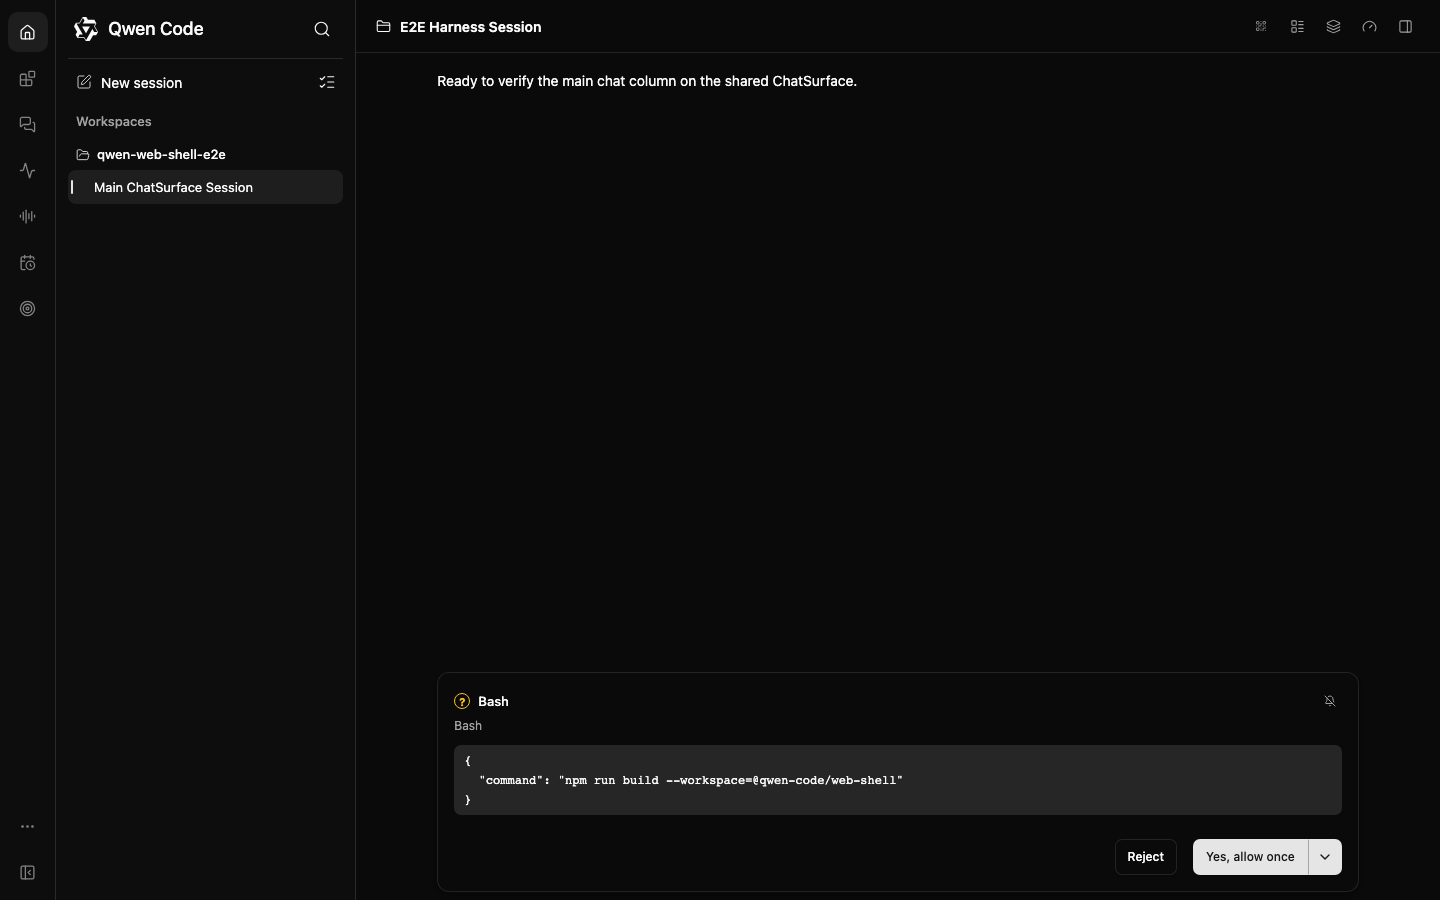 Qwen Code
New session
Workspaces
qwen-web-shell-e2e
Main ChatSurface Session
E2E Harness Session
Ready to verify the main chat column on the shared ChatSurface.
? Bash
Bash
{
"command": "npm run build --workspace=@qwen-code/web-shell"
}
Reject
Yes, allow once